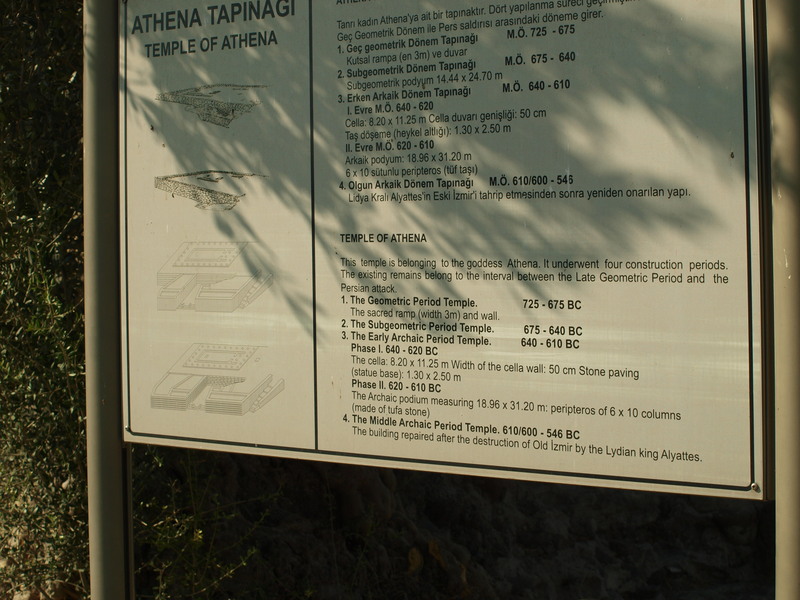 ATHENA TAPINAĞI
TEMPLE OF ATHENA
Tanrı kadın Athena'ya ait bir tapınaktır. Dört yapılanma süreci
Geç Geometrik Dönem ile Pers saldırısı arasındaki döneme girer.
1. Geç geometrik Dönem Tapınağı M.Ö. 725 - 675
Kutsal rampa (en 3m) ve duvar
2. Subgeometrik Dönem Tapınağı M.Ö. 675 - 640
Subgeometrik podyum 14.44 x 24.70 m
3. Erken Arkaik Dönem Tapınağı M.Ö. 640 - 610
I. Evre M.Ö. 640 - 620
Cella: 8.20 x 11.25 m Cella duvarı genişliği: 50 cm
Taş döşeme (heykel altlığı): 1.30 x 2.50 m
II. Evre M.Ö. 620 - 610
Arkaik podyum: 18.96 x 31.20 m
6 x 10 sütunlu peripteros (tüf taşı)
4. Olgun Arkaik Dönem Tapınağı M.Ö. 610/600 - 546
Lidya Kralı Alyattes'in Eski İzmir'i tahrip etmesinden sonra yeniden onarılan yapı.
TEMPLE OF ATHENA
This temple is belonging to the goddess Athena. It underwent four construction periods.
The existing remains belong to the interval between the Late Geometric Period and the
Persian attack.
1. The Geometric Period Temple. 725 - 675 BC
The sacred ramp (width 3m) and wall.
2. The Subgeometric Period Temple. 675 - 640 BC
3. The Early Archaic Period Temple. 640 - 610 BC
Phase I. 640 - 620 BC
The cella: 8.20 x 11.25 m Width of the cella wall: 50 cm Stone paving
(statue base): 1.30 x 2.50 m
Phase II. 620 - 610 BC
The Archaic podium measuring 18.96 x 31.20 m: peripteros of 6 x 10 columns
(made of tufa stone)
4. The Middle Archaic Period Temple. 610/600 - 546 BC
The building repaired after the destruction of Old İzmir by the Lydian king Alyattes.